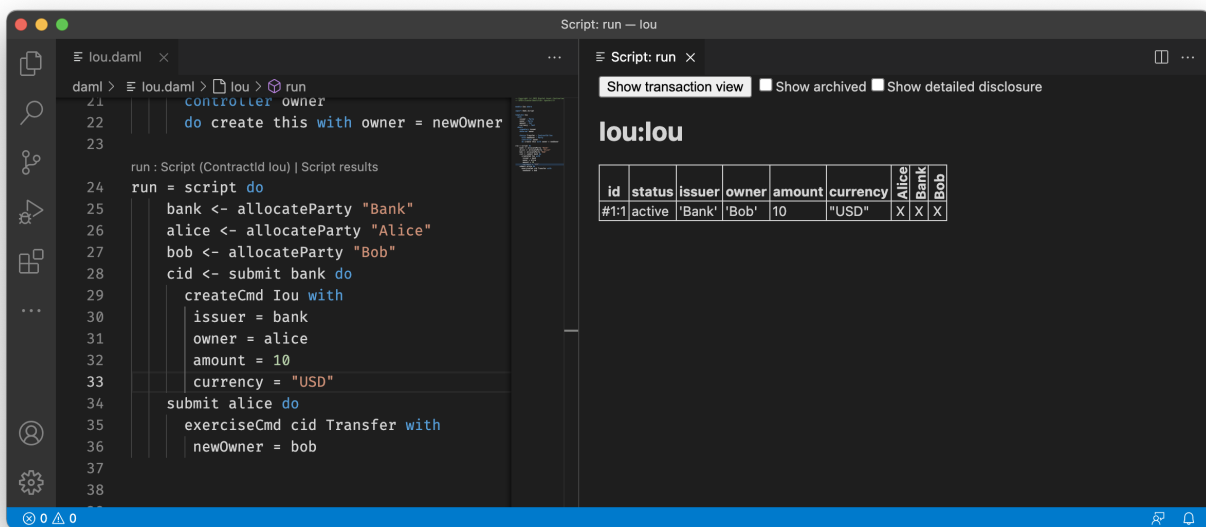 Script: run — Iou
Iou.daml
daml > Iou.daml > Iou > run
21 controller owner
22 do create this with owner = newOwner
23
run : Script (ContractId Iou) | Script results
24 run = script do
25 bank <- allocateParty "Bank"
26 alice <- allocateParty "Alice"
27 bob <- allocateParty "Bob"
28 cid <- submit bank do
29 createCmd Iou with
30 issuer = bank
31 owner = alice
32 amount = 10
33 currency = "USD"
34 submit alice do
35 exerciseCmd cid Transfer with
36 newOwner = bob
37
38
Script: run
Show transaction view Show archived Show detailed disclosure
Iou:Iou
id status issuer owner amount currency Alice Bank Bob
#1:1 active 'Bank' 'Bob' 10 "USD" X X X
0 0